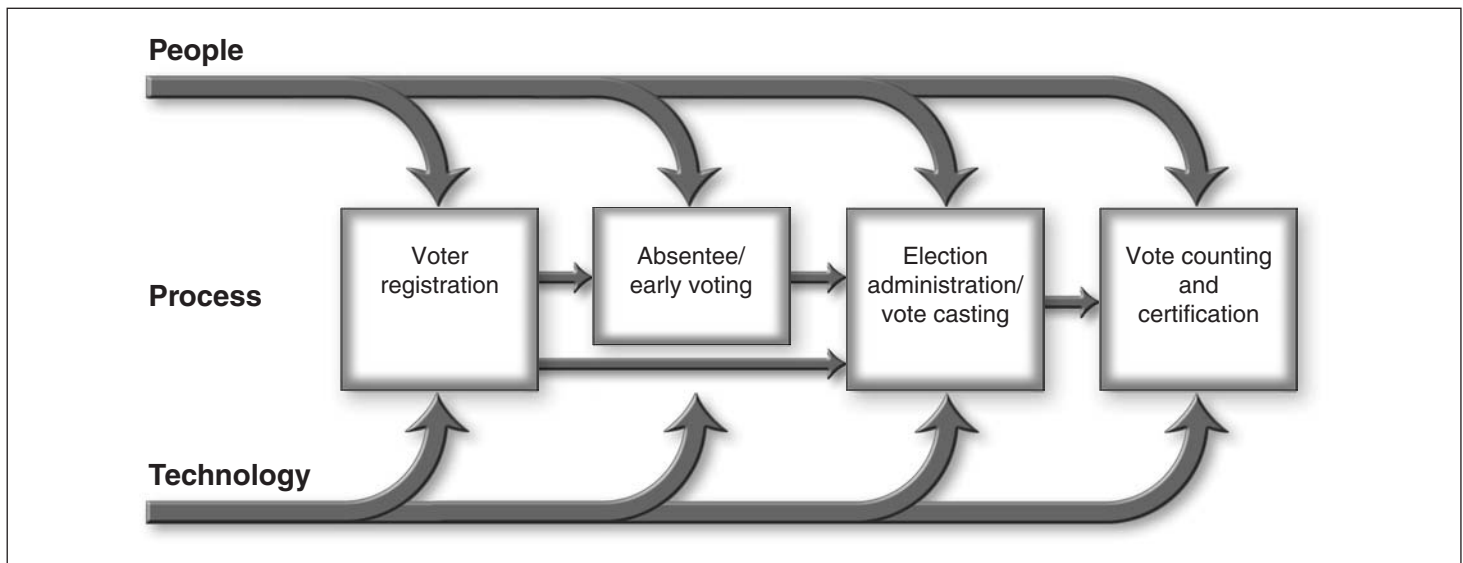 People
Process
Voter
registration
Absentee/
early voting
Election
administration/
vote casting
Vote counting
and
certification
Technology